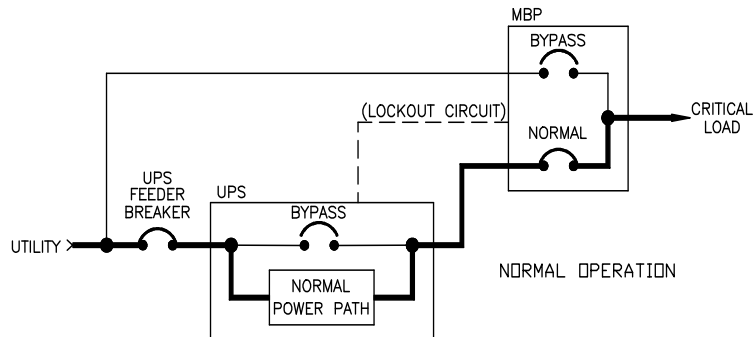 MBP
BYPASS
(LOCKOUT CIRCUIT)
CRITICAL
LOAD
NORMAL
UPS
FEEDER
BREAKER
UPS
BYPASS
UTILITY
NORMAL
POWER PATH
NORMAL OPERATION